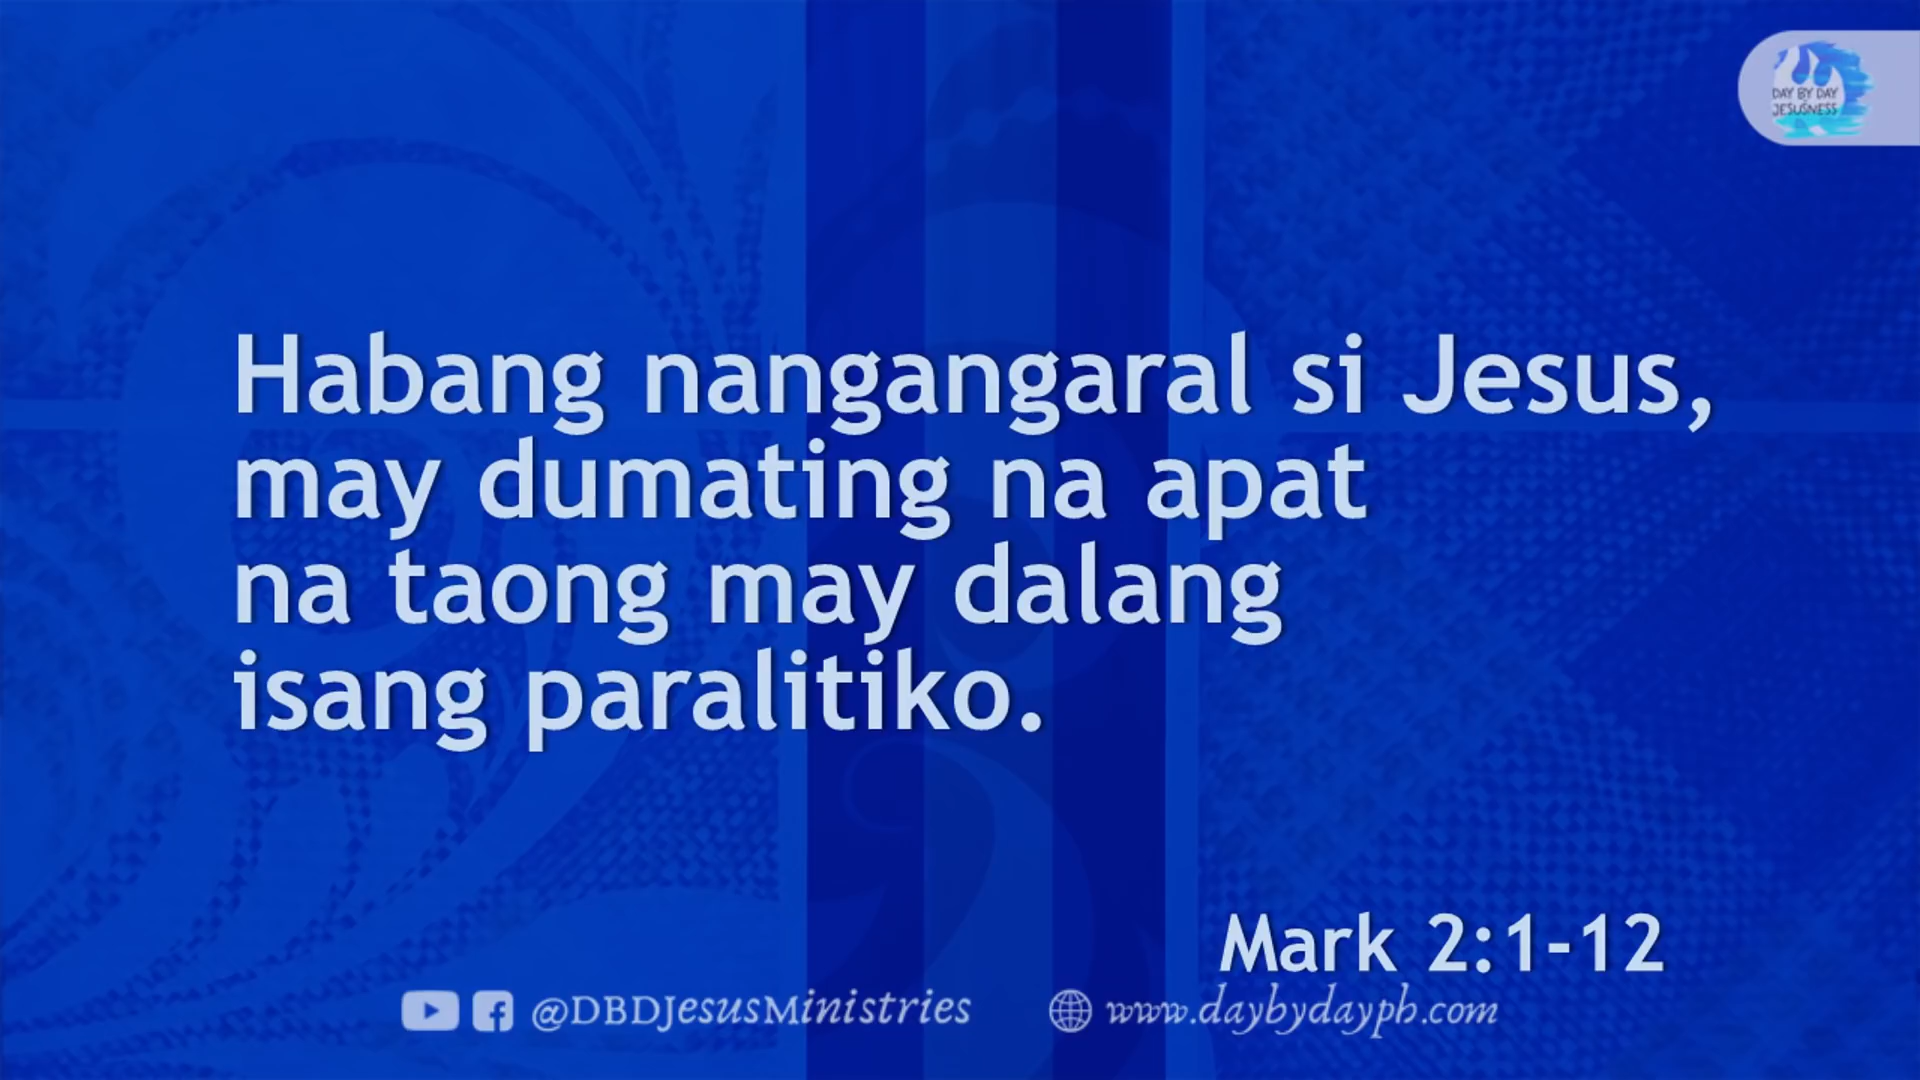 DAY BY DAY
JESUSNESS
Habang nangangaral si Jesus,
may dumating na apat
na taong may dalang
isang paralitiko.
Mark 2:1-12
@DBDJesusMinistries
www.daybydayph.com